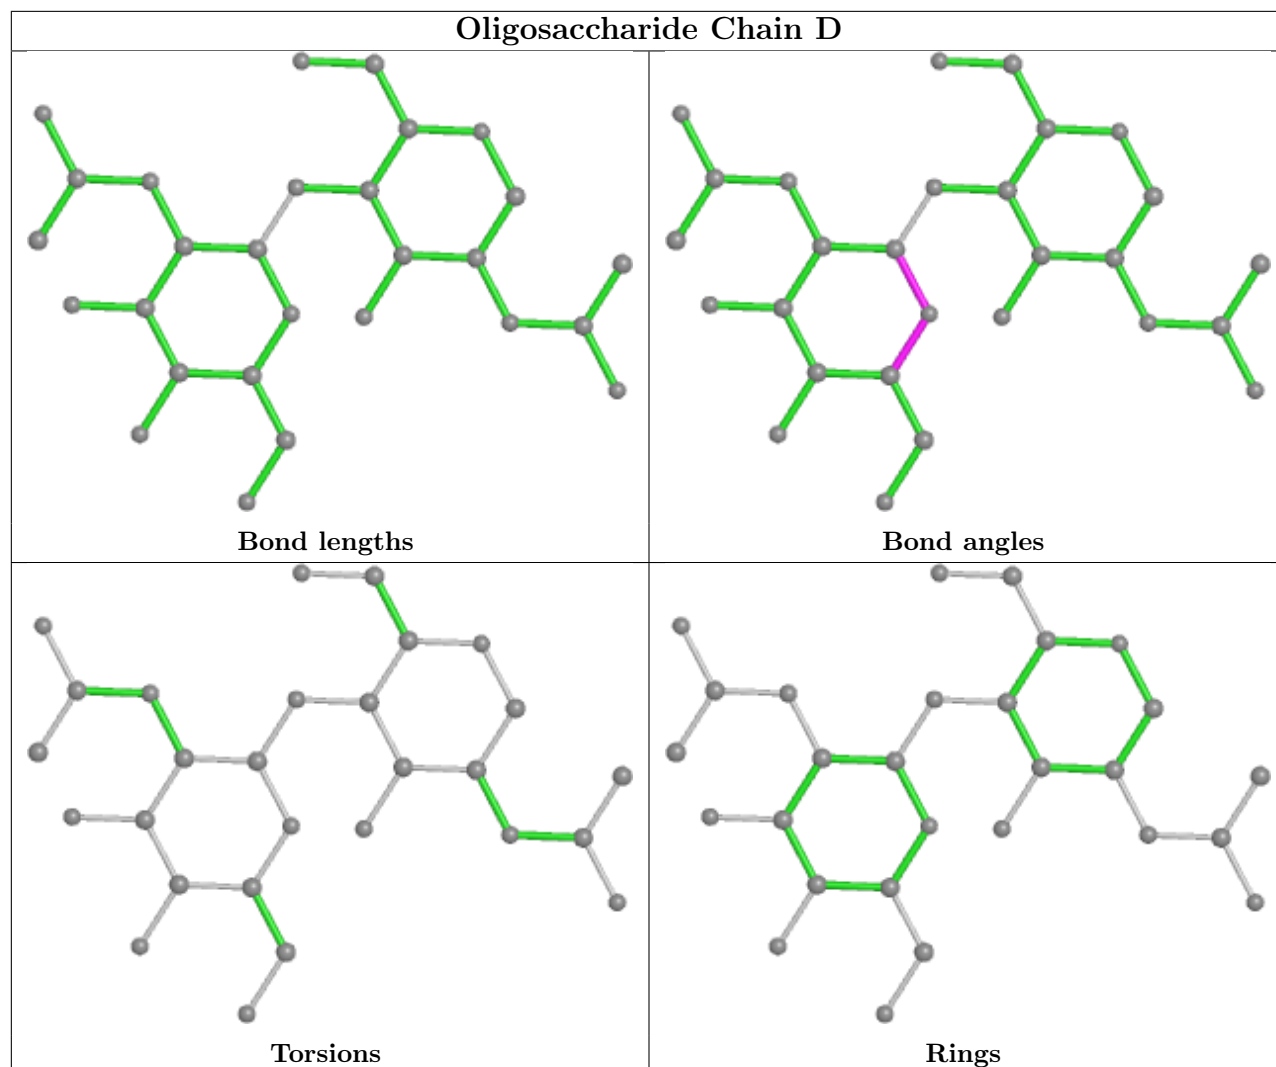 Oligosaccharide Chain D
Bond lengths
Bond angles
Torsions
Rings